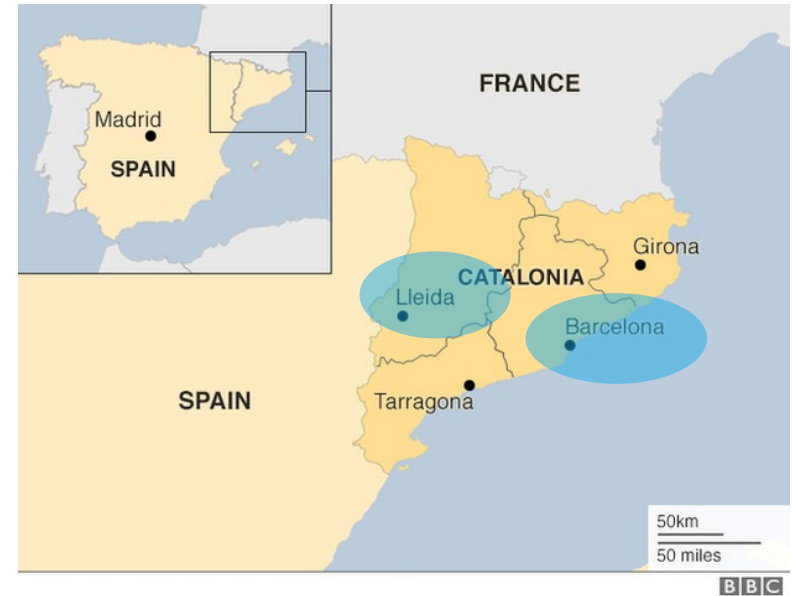 Madrid
SPAIN
FRANCE
Girona
CATALONIA
Lleida
Barcelona
SPAIN
Tarragona
50km
50 miles
BBC